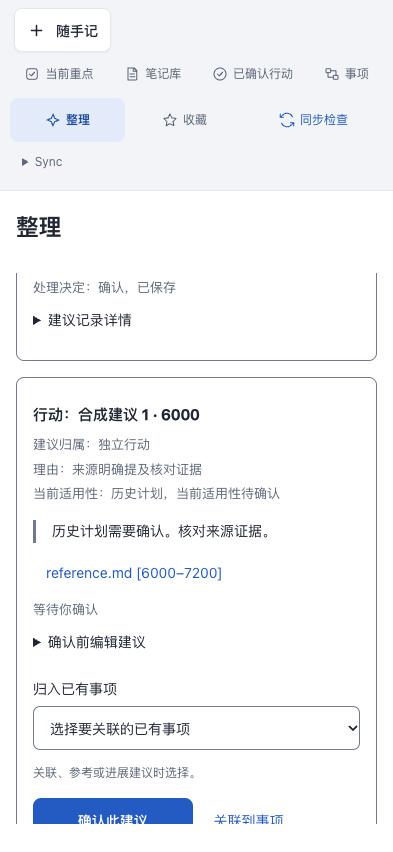 随手记
当前重点
笔记库
已确认行动
事项
整理
收藏
同步检查
Sync
整理
处理决定：确认，已保存
建议记录详情
行动：合成建议 1 · 6000
建议归属：独立行动
理由：来源明确提及核对证据
当前适用性：历史计划，当前适用性待确认
历史计划需要确认。核对来源证据。
reference.md [6000–7200]
等待你确认
确认前编辑建议
归入已有事项
选择要关联的已有事项
关联、参考或进展建议时选择。
确认此建议
关联到事项